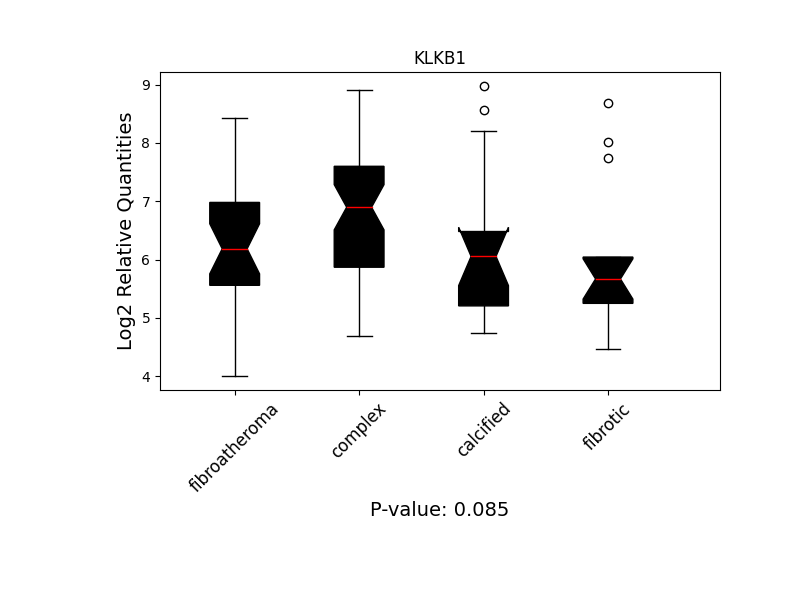 KLKB1
Log2 Relative Quantities
9
8
7
6
5
4
fibroatheroma
complex
calcified
fibrotic
P-value: 0.085